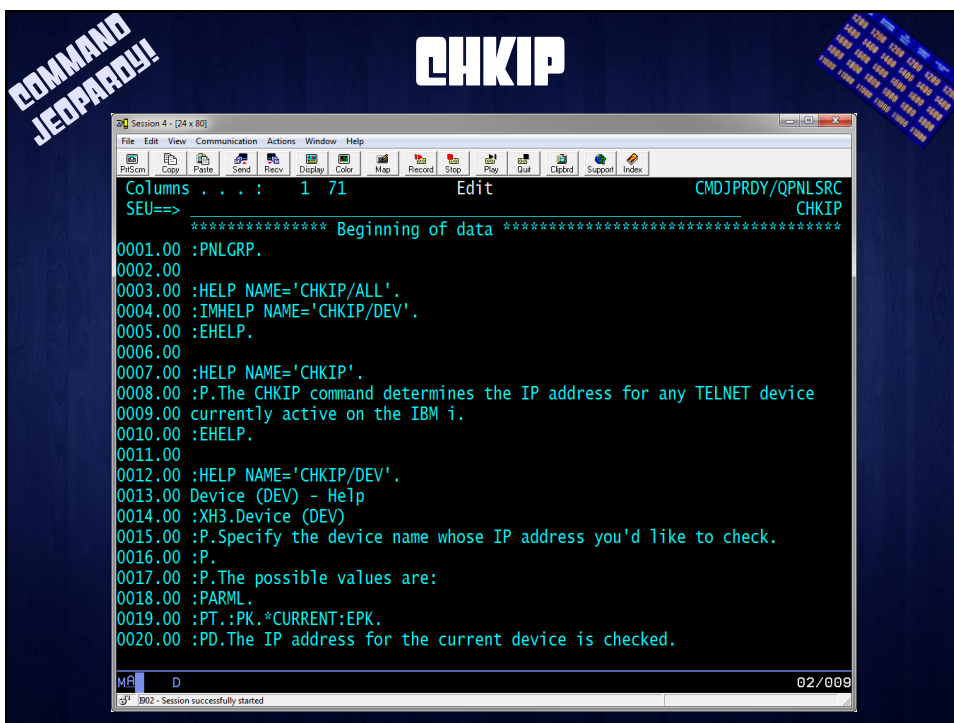 COMMAND
JEOPARDY!
CHKIP
Session 4 - [24 x 80]
File Edit View Communication Actions Window Help
PrtScrn Copy Paste Send Recv Display Color Map Record Stop Play Quit Clipbrd Support Index
Columns . . . : 1 71 Edit CMDJPRDY/QPNLSRC
SEU==> CHKIP
*************** Beginning of data *************************************
0001.00 :PNLGRP.
0002.00
0003.00 :HELP NAME='CHKIP/ALL'.
0004.00 :IMHELP NAME='CHKIP/DEV'.
0005.00 :EHELP.
0006.00
0007.00 :HELP NAME='CHKIP'.
0008.00 :P.The CHKIP command determines the IP address for any TELNET device
0009.00 currently active on the IBM i.
0010.00 :EHELP.
0011.00
0012.00 :HELP NAME='CHKIP/DEV'.
0013.00 Device (DEV) - Help
0014.00 :XH3.Device (DEV)
0015.00 :P.Specify the device name whose IP address you'd like to check.
0016.00 :P.
0017.00 :P.The possible values are:
0018.00 :PARML.
0019.00 :PT.:PK.*CURRENT:EPK.
0020.00 :PD.The IP address for the current device is checked.
MA D 02/009
I902 - Session successfully started